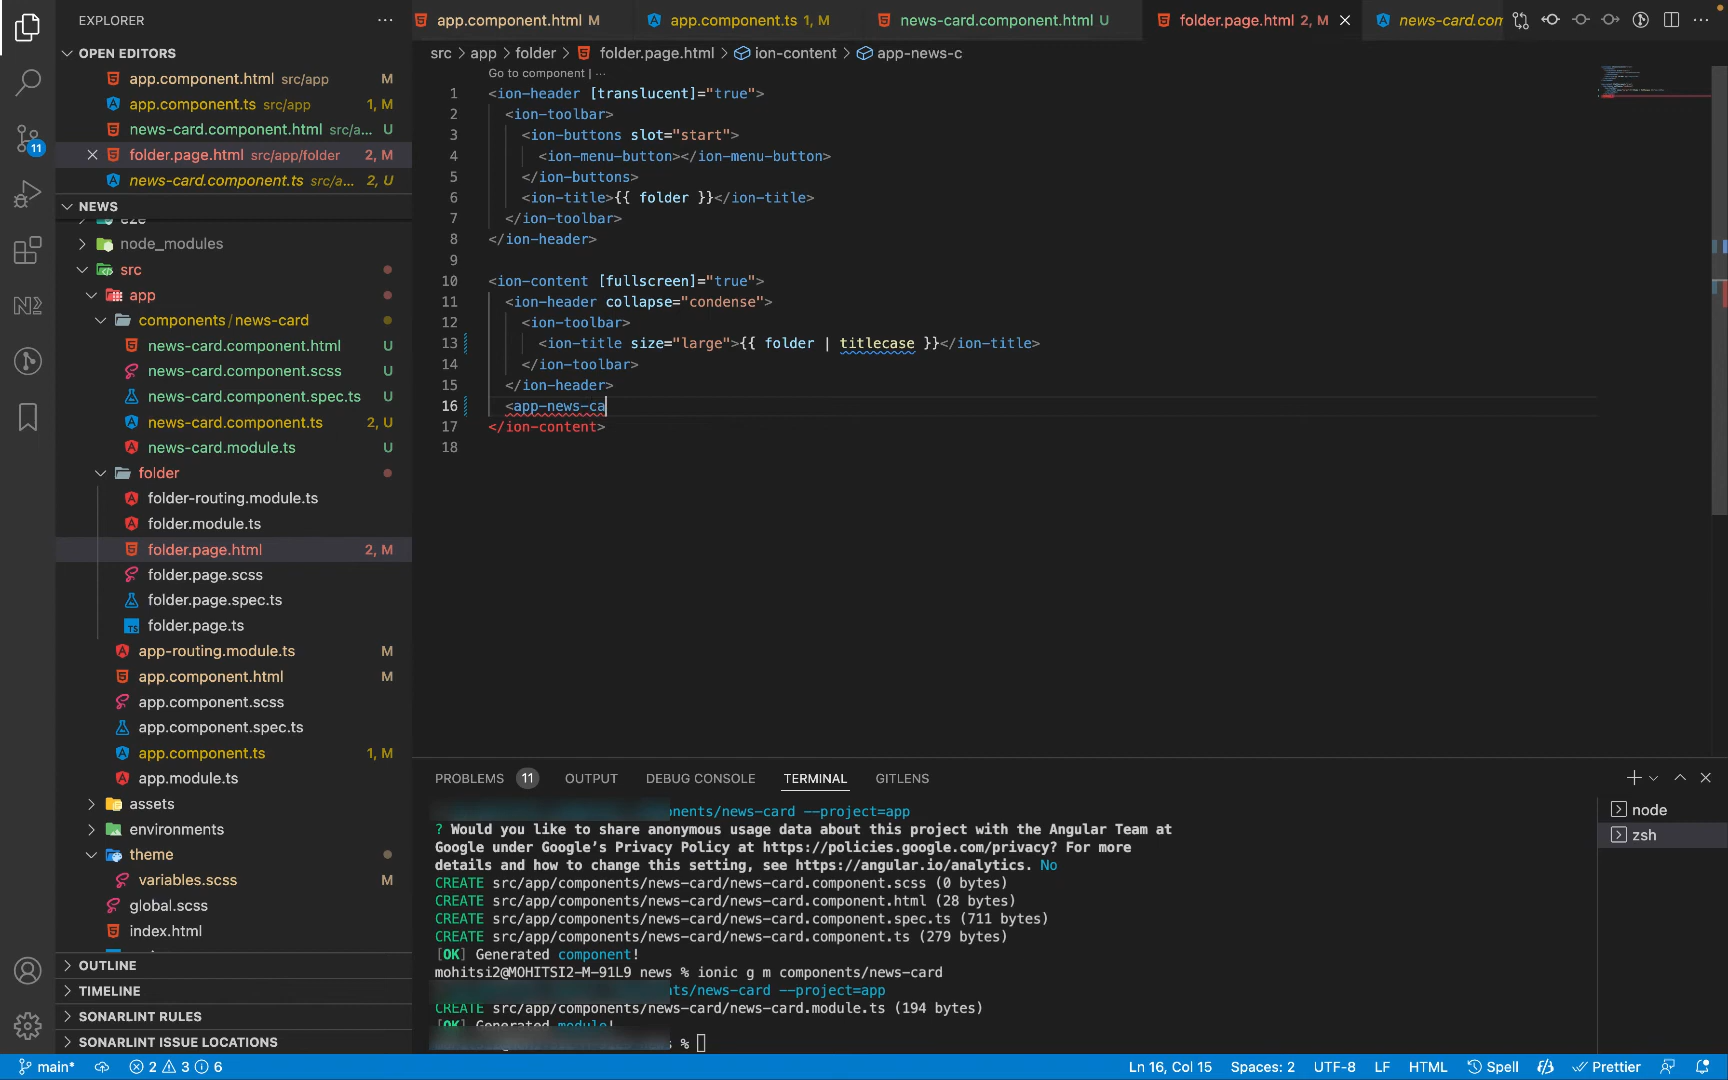 EXPLORER
OPEN EDITORS
app.component.html src/app M
app.component.ts src/app 1, M
news-card.component.html src/a... U
folder.page.html src/app/folder 2, M
news-card.component.ts src/a... 2, U
NEWS
e2e
node_modules
src
app
components/news-card
news-card.component.html U
news-card.component.scss U
news-card.component.spec.ts U
news-card.component.ts 2, U
news-card.module.ts U
folder
folder-routing.module.ts
folder.module.ts
folder.page.html 2, M
folder.page.scss
folder.page.spec.ts
folder.page.ts
app-routing.module.ts M
app.component.html M
app.component.scss
app.component.spec.ts
app.component.ts 1, M
app.module.ts
assets
environments
theme
variables.scss M
global.scss
index.html
OUTLINE
TIMELINE
SONARLINT RULES
SONARLINT ISSUE LOCATIONS
11
app.component.html M app.component.ts 1, M news-card.component.html U folder.page.html 2, M news-card.com
src > app > folder > folder.page.html > ion-content > app-news-c
Go to component | ...
1 <ion-header [translucent]="true">
2 <ion-toolbar>
3 <ion-buttons slot="start">
4 <ion-menu-button></ion-menu-button>
5 </ion-buttons>
6 <ion-title>{{ folder }}</ion-title>
7 </ion-toolbar>
8 </ion-header>
9
10 <ion-content [fullscreen]="true">
11 <ion-header collapse="condense">
12 <ion-toolbar>
13 <ion-title size="large">{{ folder | titlecase }}</ion-title>
14 </ion-toolbar>
15 </ion-header>
16 <app-news-ca
17 </ion-content>
18
PROBLEMS 11 OUTPUT DEBUG CONSOLE TERMINAL GITLENS
nents/news-card --project=app
? Would you like to share anonymous usage data about this project with the Angular Team at
Google under Google's Privacy Policy at https://policies.google.com/privacy? For more
details and how to change this setting, see https://angular.io/analytics. No
CREATE src/app/components/news-card/news-card.component.scss (0 bytes)
CREATE src/app/components/news-card/news-card.component.html (28 bytes)
CREATE src/app/components/news-card/news-card.component.spec.ts (711 bytes)
CREATE src/app/components/news-card/news-card.component.ts (279 bytes)
[OK] Generated component!
mohitsi2@MOHITSI2-M-91L9 news % ionic g m components/news-card
ts/news-card --project=app
CREATE src/app/components/news-card/news-card.module.ts (194 bytes)
[OK] Generated module!
%
node
zsh
main* 2 3 6 Ln 16, Col 15 Spaces: 2 UTF-8 LF HTML Spell Prettier